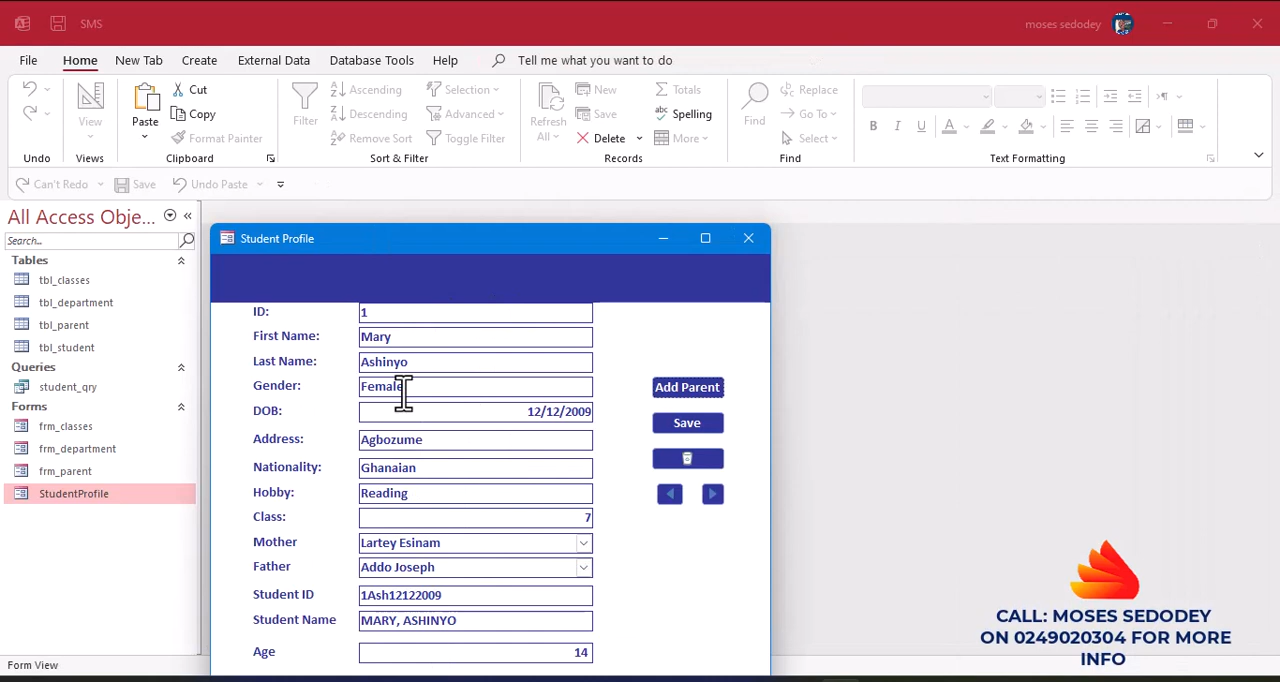 SMS
moses sedodey
File Home New Tab Create External Data Database Tools Help Tell me what you want to do
View
Paste
Cut
Copy
Format Painter
Filter
Ascending
Descending
Remove Sort
Selection
Advanced
Toggle Filter
Refresh
All
New
Save
Delete
Totals
Spelling
More
Find
Replace
Go To
Select
B I U A
Undo Views Clipboard Sort & Filter Records Find Text Formatting
Can't Redo Save Undo Paste
All Access Obje...
Search...
Tables
tbl_classes
tbl_department
tbl_parent
tbl_student
Queries
student_qry
Forms
frm_classes
frm_department
frm_parent
StudentProfile
Student Profile
ID: 1
First Name: Mary
Last Name: Ashinyo
Gender: Female
DOB: 12/12/2009
Address: Agbozume
Nationality: Ghanaian
Hobby: Reading
Class: 7
Mother Lartey Esinam
Father Addo Joseph
Student ID 1Ash12122009
Student Name MARY, ASHINYO
Age 14
Add Parent
Save
CALL: MOSES SEDODEY
ON 0249020304 FOR MORE
INFO
Form View